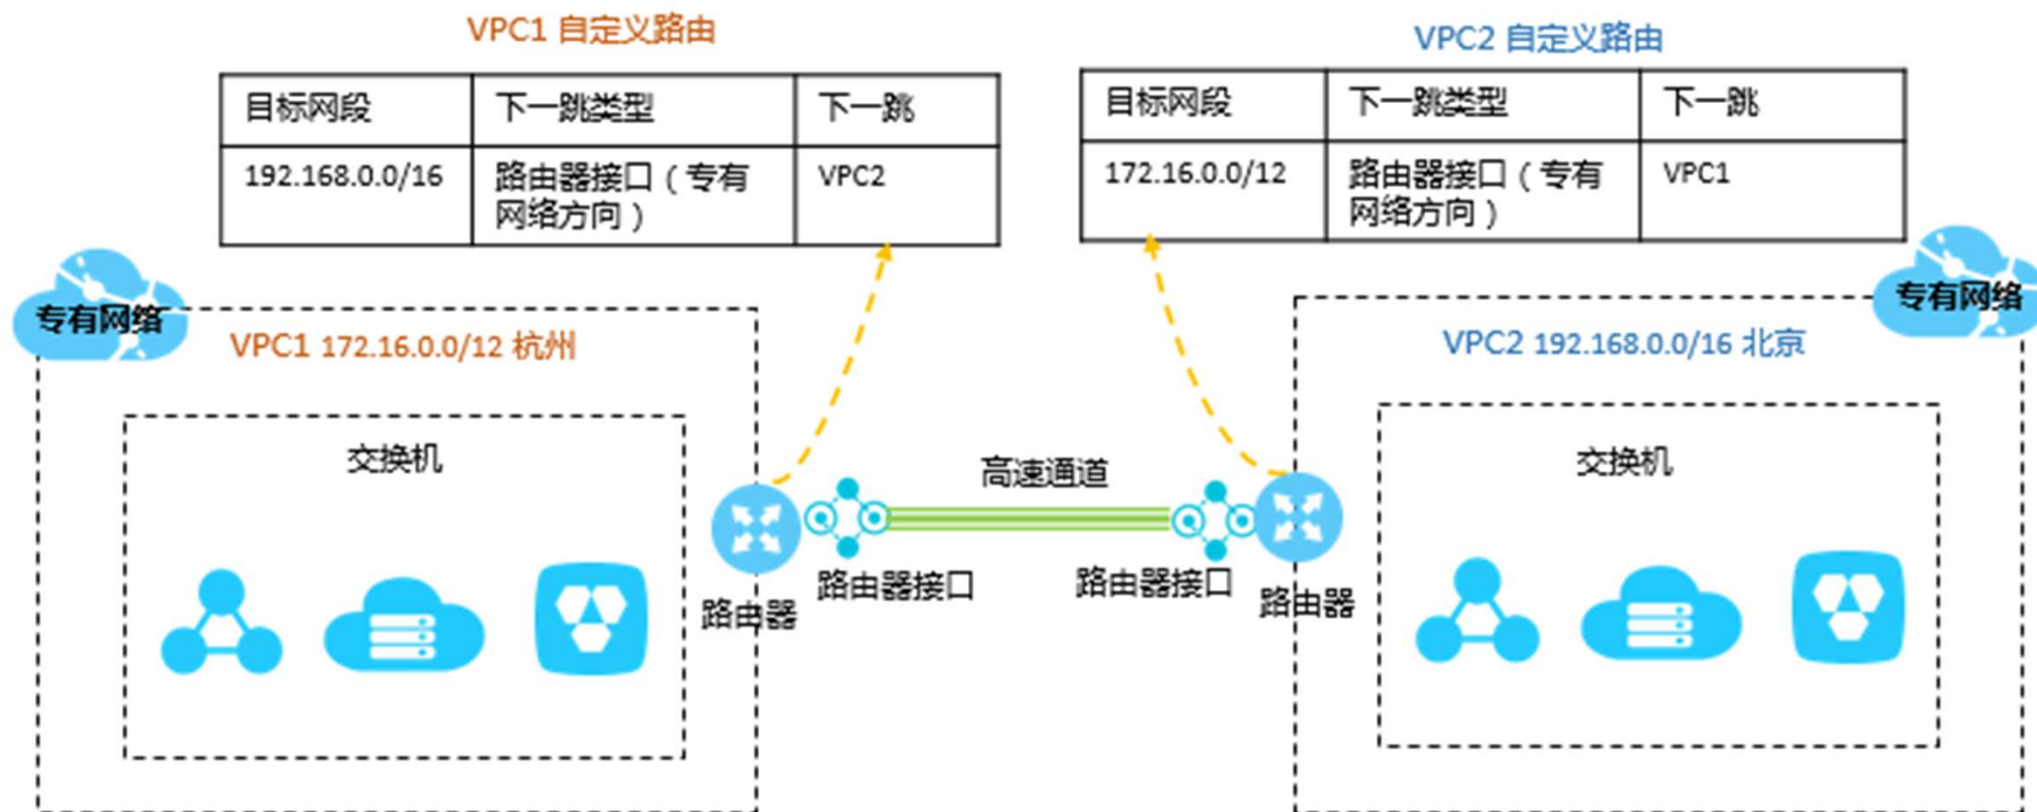 VPC1 自定义路由
目标网段 下一跳类型 下一跳
192.168.0.0/16 路由器接口（专有 VPC2
网络方向）
VPC2 自定义路由
目标网段 下一跳类型 下一跳
172.16.0.0/12 路由器接口（专有 VPC1
网络方向）
专有网络
VPC1 172.16.0.0/12 杭州
交换机
路由器
路由器接口
高速通道
路由器接口
路由器
专有网络
VPC2 192.168.0.0/16 北京
交换机